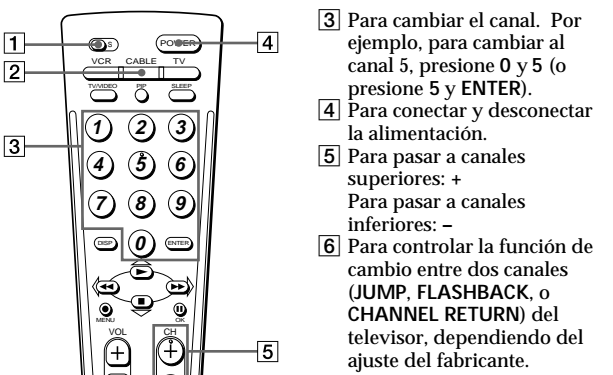 1
S
POWER
4
VCR CABLE TV
2
TV/VIDEO PIP SLEEP
1 2 3
3
4 5 6
7 8 9
DISP 0 ENTER
MENU OK
VOL CH
+ +
5
3 Para cambiar el canal. Por
ejemplo, para cambiar al
canal 5, presione 0 y 5 (o
presione 5 y ENTER).
4 Para conectar y desconectar
la alimentación.
5 Para pasar a canales
superiores: +
Para pasar a canales
inferiores: –
6 Para controlar la función de
cambio entre dos canales
(JUMP, FLASHBACK, o
CHANNEL RETURN) del
televisor, dependiendo del
ajuste del fabricante.